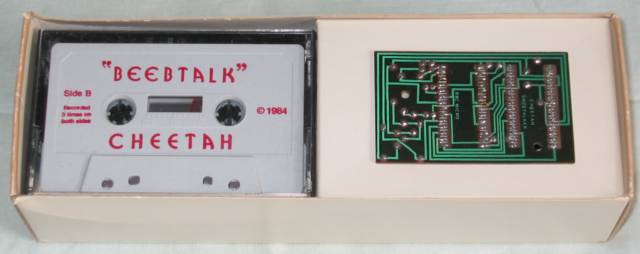 "BEEBTALK"
Side B
Recorded
3 times on
both sides
© 1984
CHEETAH